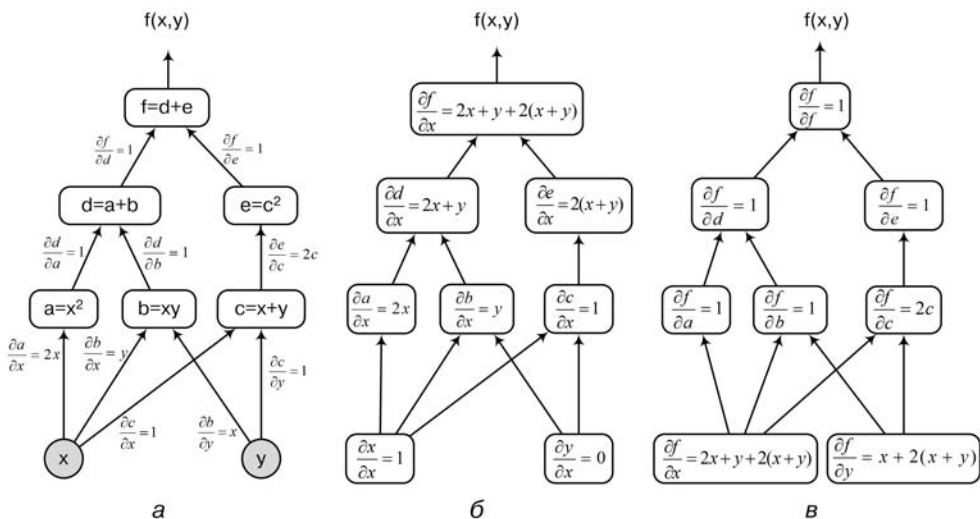 f(x,y)
f=d+e
∂f/∂d = 1
∂f/∂e = 1
d=a+b
e=c²
∂d/∂a = 1
∂d/∂b = 1
∂e/∂c = 2c
a=x²
b=xy
c=x+y
∂a/∂x = 2x
∂b/∂x = y
∂c/∂y = 1
∂c/∂x = 1
∂b/∂y = x
x
y
а
f(x,y)
∂f/∂x = 2x + y + 2(x + y)
∂d/∂x = 2x + y
∂e/∂x = 2(x + y)
∂a/∂x = 2x
∂b/∂x = y
∂c/∂x = 1
∂x/∂x = 1
∂y/∂x = 0
б
f(x,y)
∂f/∂f = 1
∂f/∂d = 1
∂f/∂e = 1
∂f/∂a = 1
∂f/∂b = 1
∂f/∂c = 2c
∂f/∂x = 2x + y + 2(x + y)
∂f/∂y = x + 2(x + y)
в